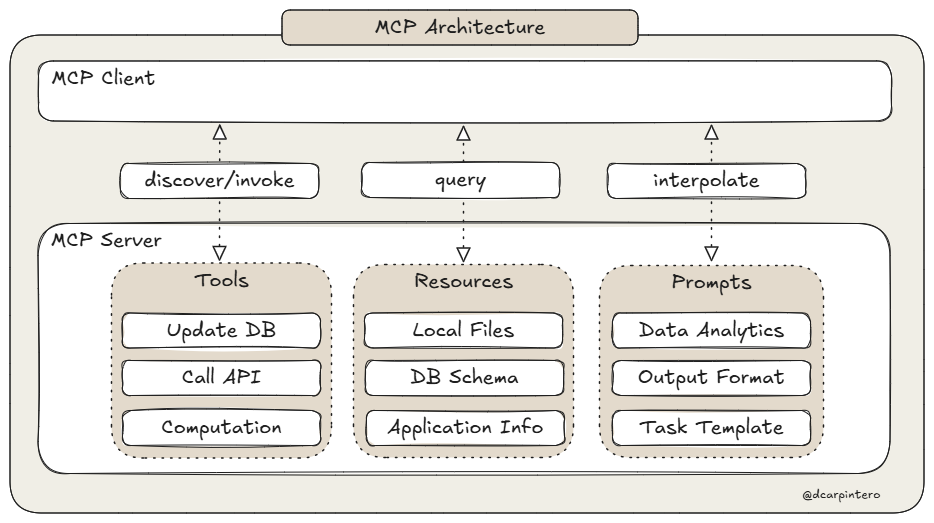 MCP Architecture
MCP Client
discover/invoke
query
interpolate
MCP Server
Tools
Update DB
Call API
Computation
Resources
Local Files
DB Schema
Application Info
Prompts
Data Analytics
Output Format
Task Template
@dcarpintero